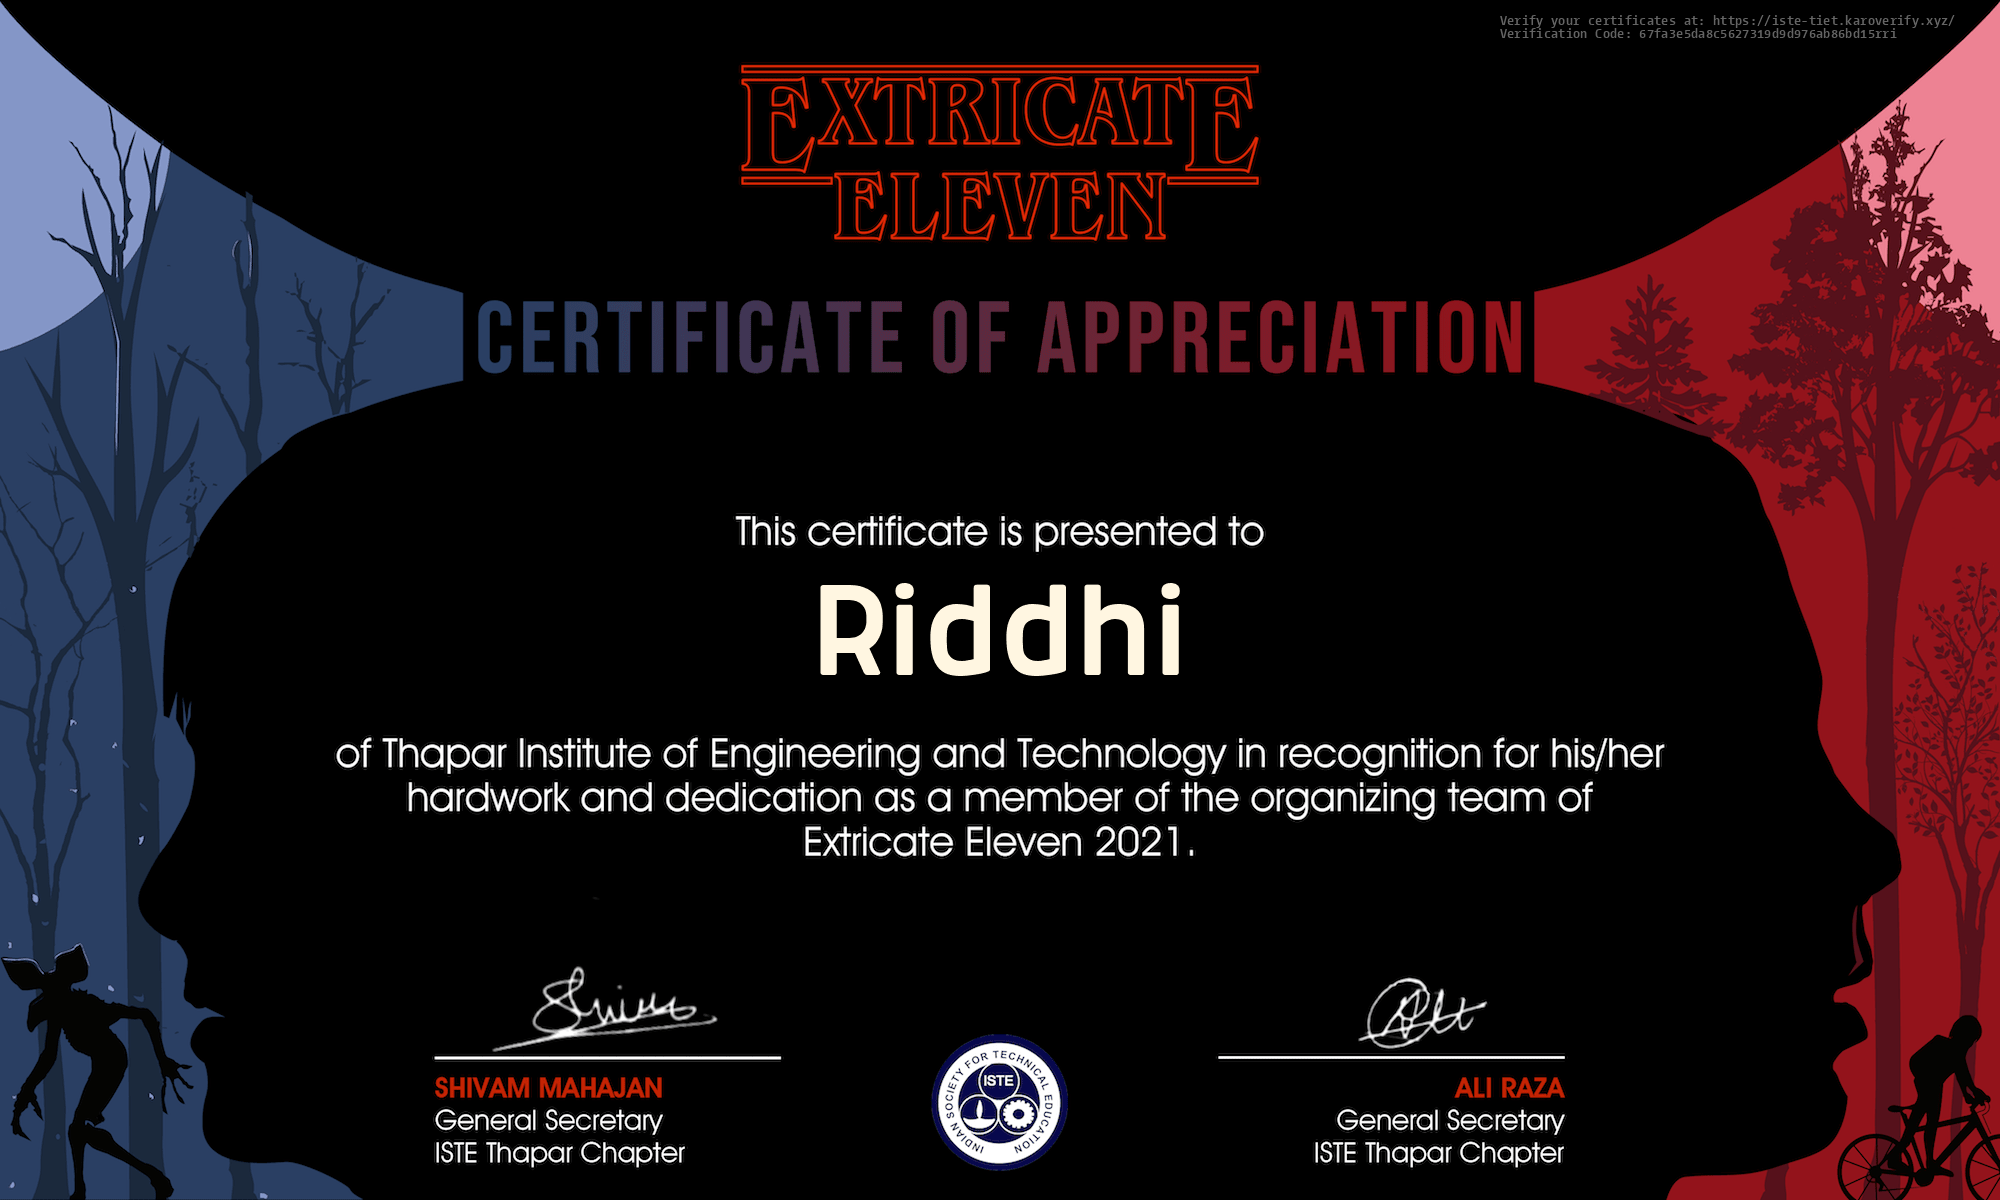 Verify your certificates at: https://iste-tiet.karoverify.xyz/
Verification Code: 67fa3e5da8c5627319d9d976ab86bd15rri
EXTRICATE
ELEVEN
CERTIFICATE OF APPRECIATION
This certificate is presented to
Riddhi
of Thapar Institute of Engineering and Technology in recognition for his/her
hardwork and dedication as a member of the organizing team of
Extricate Eleven 2021.
SHIVAM MAHAJAN
General Secretary
ISTE Thapar Chapter
INDIAN SOCIETY FOR TECHNICAL EDUCATION
ISTE
ALI RAZA
General Secretary
ISTE Thapar Chapter